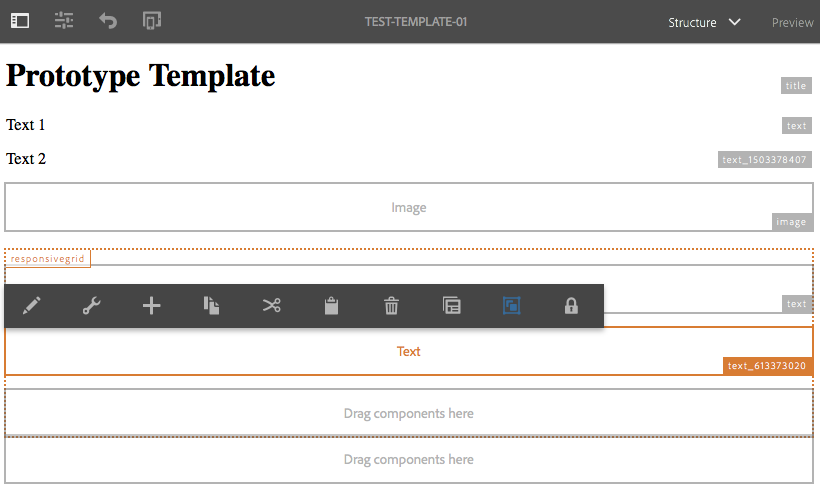 TEST-TEMPLATE-01
Structure
Preview
Prototype Template
title
Text 1
text
Text 2
text_1503378407
Image
image
responsivegrid
text
Text
text_613373020
Drag components here
Drag components here